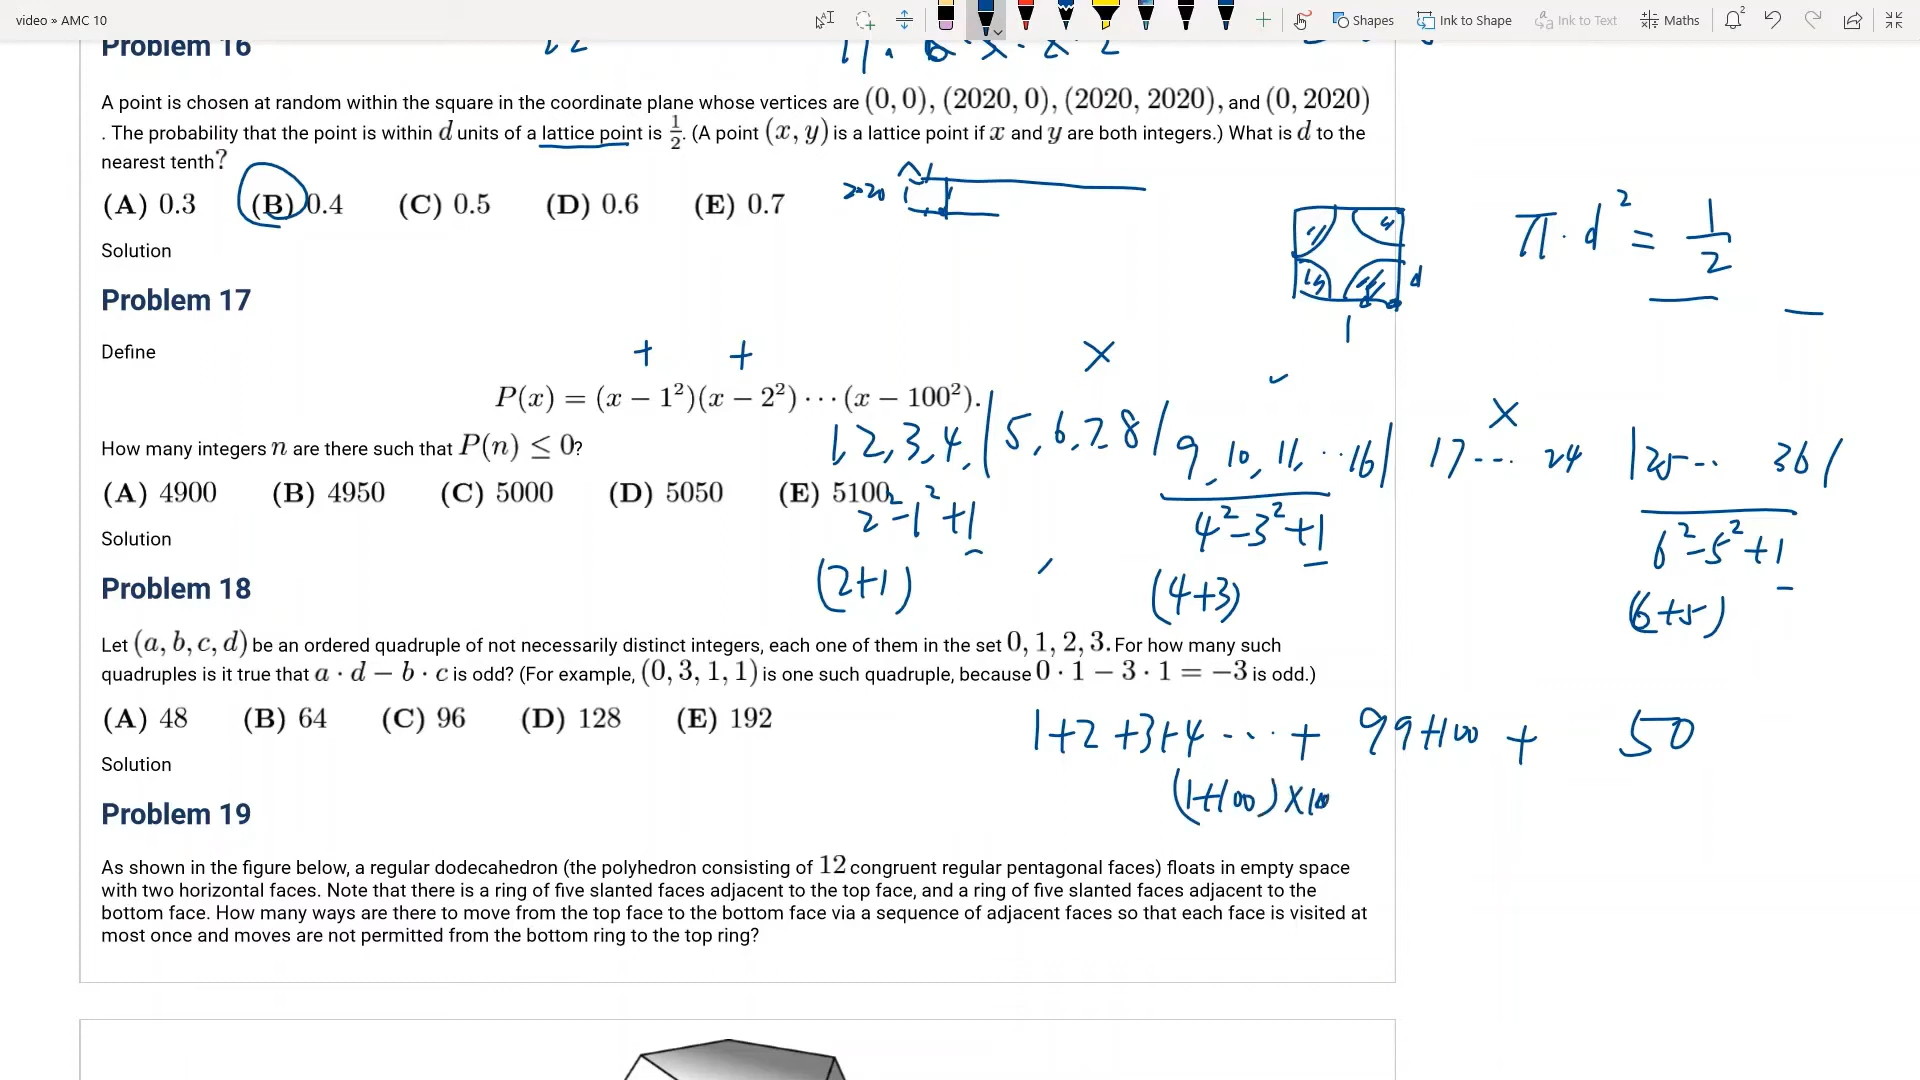 video » AMC 10
Shapes Ink to Shape Ink to Text Maths 2
Problem 16
A point is chosen at random within the square in the coordinate plane whose vertices are (0, 0), (2020, 0), (2020, 2020), and (0, 2020)
. The probability that the point is within d units of a lattice point is 1/2. (A point (x, y) is a lattice point if x and y are both integers.) What is d to the
nearest tenth?
(A) 0.3 (B) 0.4 (C) 0.5 (D) 0.6 (E) 0.7
2020
d
1
π · d² = 1/2
Solution
Problem 17
Define
+ + ×
P(x) = (x − 1²)(x − 2²) ⋯ (x − 100²).
How many integers n are there such that P(n) ≤ 0?
(A) 4900 (B) 4950 (C) 5000 (D) 5050 (E) 5100
1, 2, 3, 4, | 5, 6, 7, 8 | 9, 10, 11, ··16 | 17 --- 24 | 25 -·· 36 |
×
2²-1²+1 4²-3²+1 6²-5²+1
(2+1) , (4+3) (6+5)
Solution
Problem 18
Let (a, b, c, d) be an ordered quadruple of not necessarily distinct integers, each one of them in the set 0, 1, 2, 3. For how many such
quadruples is it true that a · d − b · c is odd? (For example, (0, 3, 1, 1) is one such quadruple, because 0 · 1 − 3 · 1 = −3 is odd.)
(A) 48 (B) 64 (C) 96 (D) 128 (E) 192
1+2+3+4 --- + 99+100 + 50
(1+100)×10
Solution
Problem 19
As shown in the figure below, a regular dodecahedron (the polyhedron consisting of 12 congruent regular pentagonal faces) floats in empty space
with two horizontal faces. Note that there is a ring of five slanted faces adjacent to the top face, and a ring of five slanted faces adjacent to the
bottom face. How many ways are there to move from the top face to the bottom face via a sequence of adjacent faces so that each face is visited at
most once and moves are not permitted from the bottom ring to the top ring?